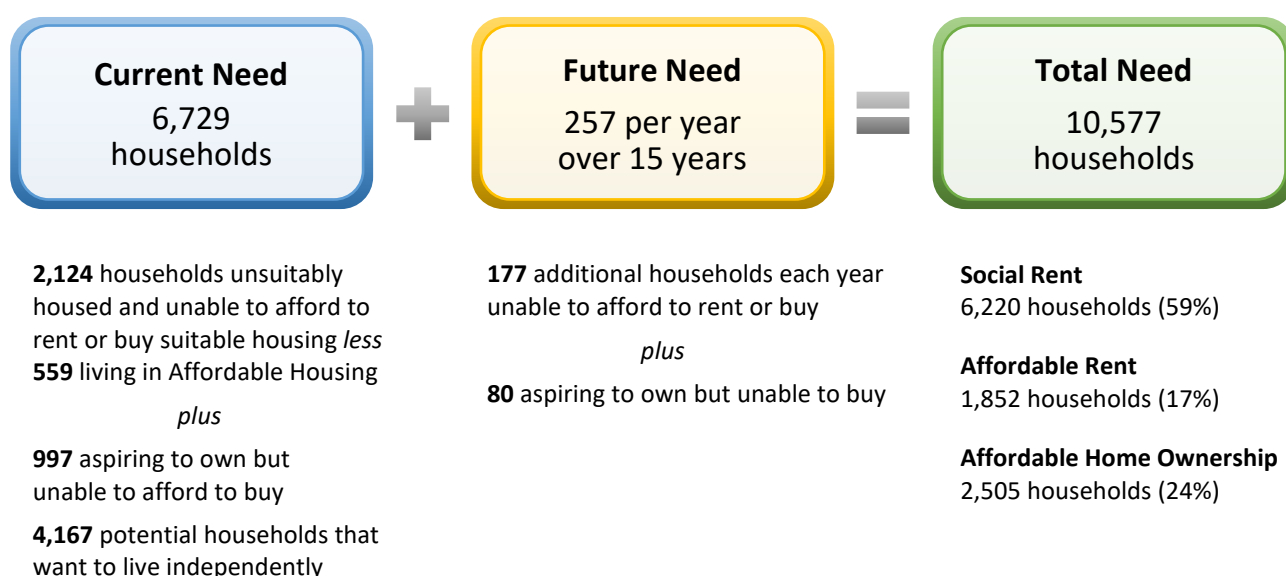 Current Need
6,729
households
2,124 households unsuitably
housed and unable to afford to
rent or buy suitable housing less
559 living in Affordable Housing
plus
997 aspiring to own but
unable to afford to buy
4,167 potential households that
want to live independently
Future Need
257 per year
over 15 years
177 additional households each year
unable to afford to rent or buy
plus
80 aspiring to own but unable to buy
Total Need
10,577
households
Social Rent
6,220 households (59%)
Affordable Rent
1,852 households (17%)
Affordable Home Ownership
2,505 households (24%)